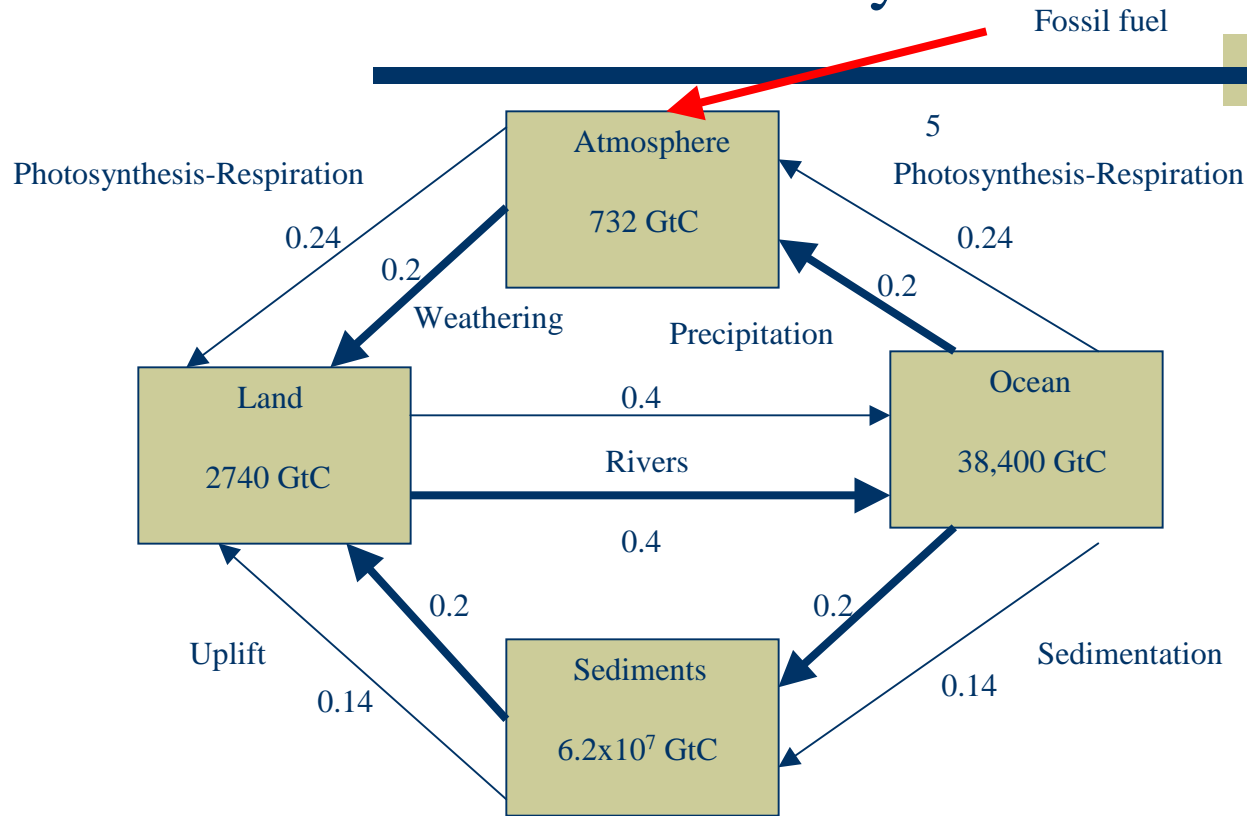 Fossil fuel
5
Atmosphere
732 GtC
Photosynthesis-Respiration
Photosynthesis-Respiration
0.24
0.24
0.2
0.2
Weathering
Precipitation
Land
2740 GtC
0.4
Rivers
0.4
Ocean
38,400 GtC
0.2
0.2
Uplift
0.14
Sediments
6.2x10⁷ GtC
Sedimentation
0.14